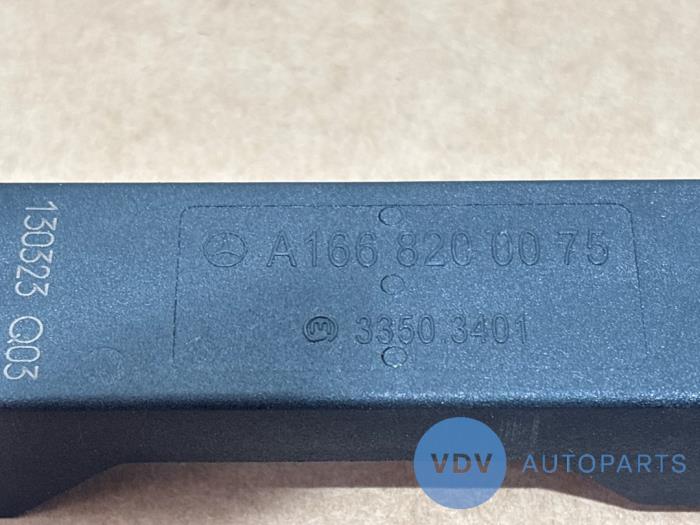 A166 820 00 75
3350.3401
130323 Q03
VDV AUTOPARTS